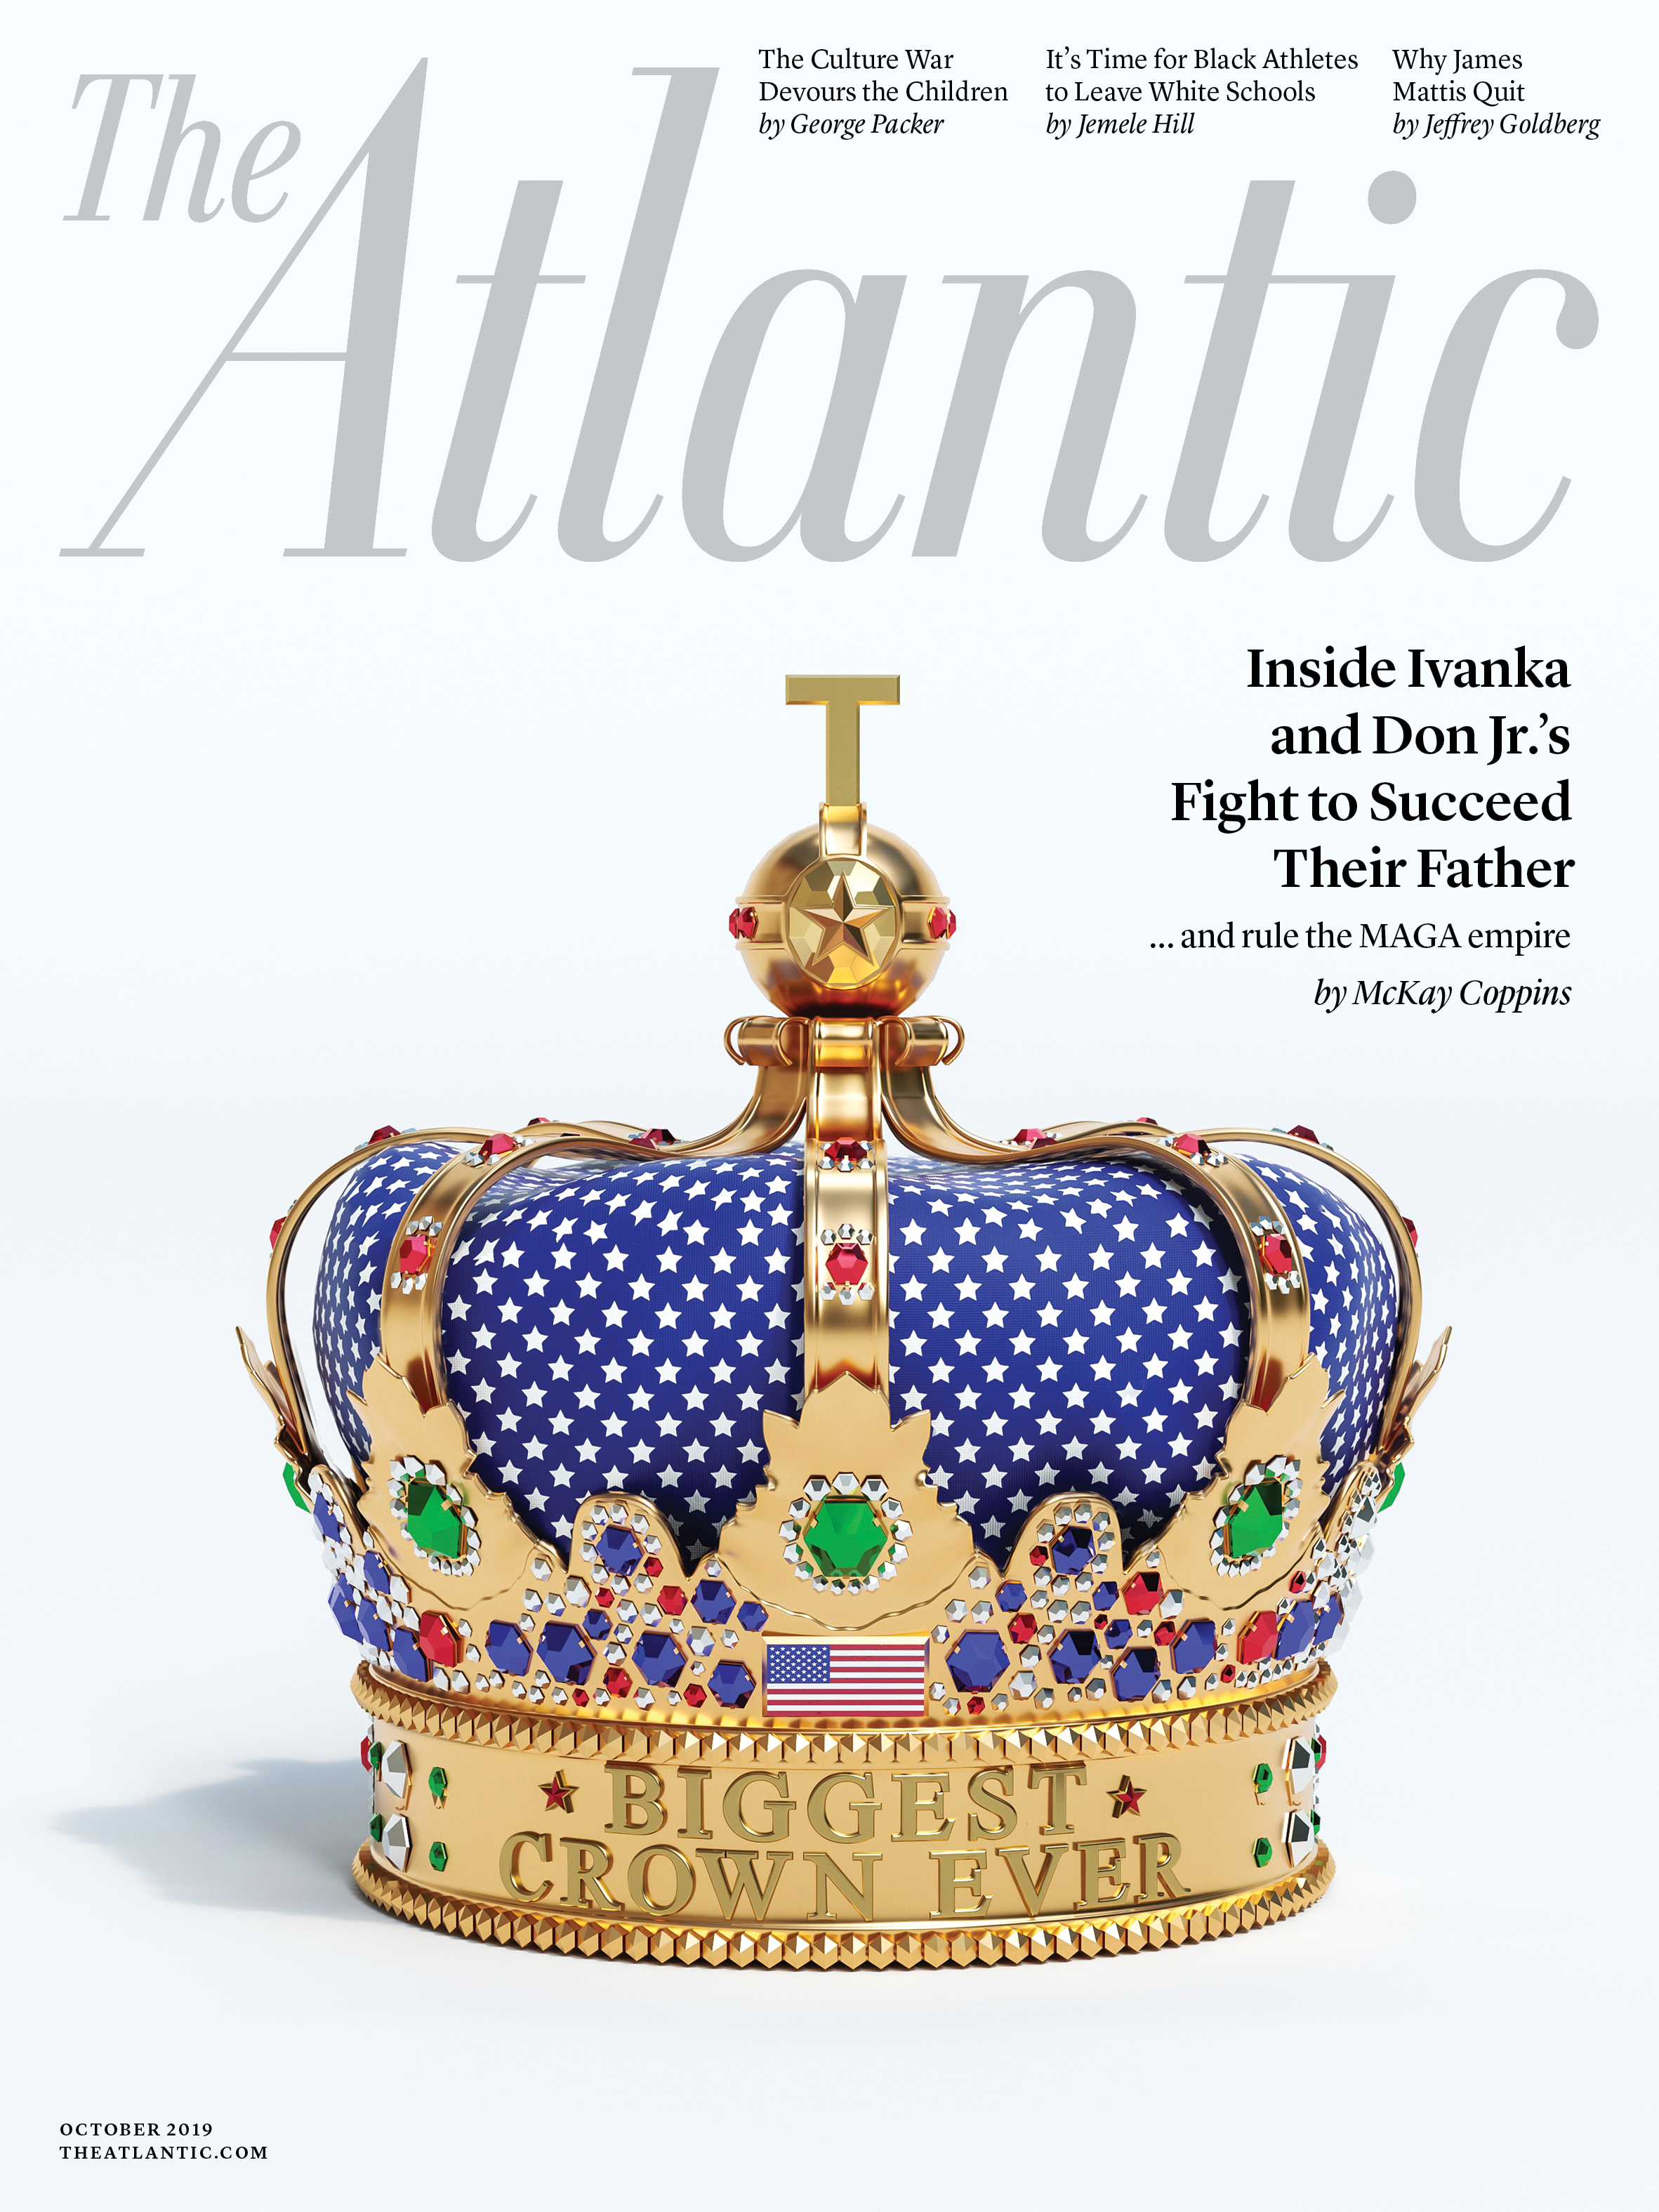 The Atlantic
The Culture War
Devours the Children
by George Packer
It's Time for Black Athletes
to Leave White Schools
by Jemele Hill
Why James
Mattis Quit
by Jeffrey Goldberg
Inside Ivanka
and Don Jr.'s
Fight to Succeed
Their Father
... and rule the MAGA empire
by McKay Coppins
T
BIGGEST
CROWN EVER
OCTOBER 2019
THEATLANTIC.COM